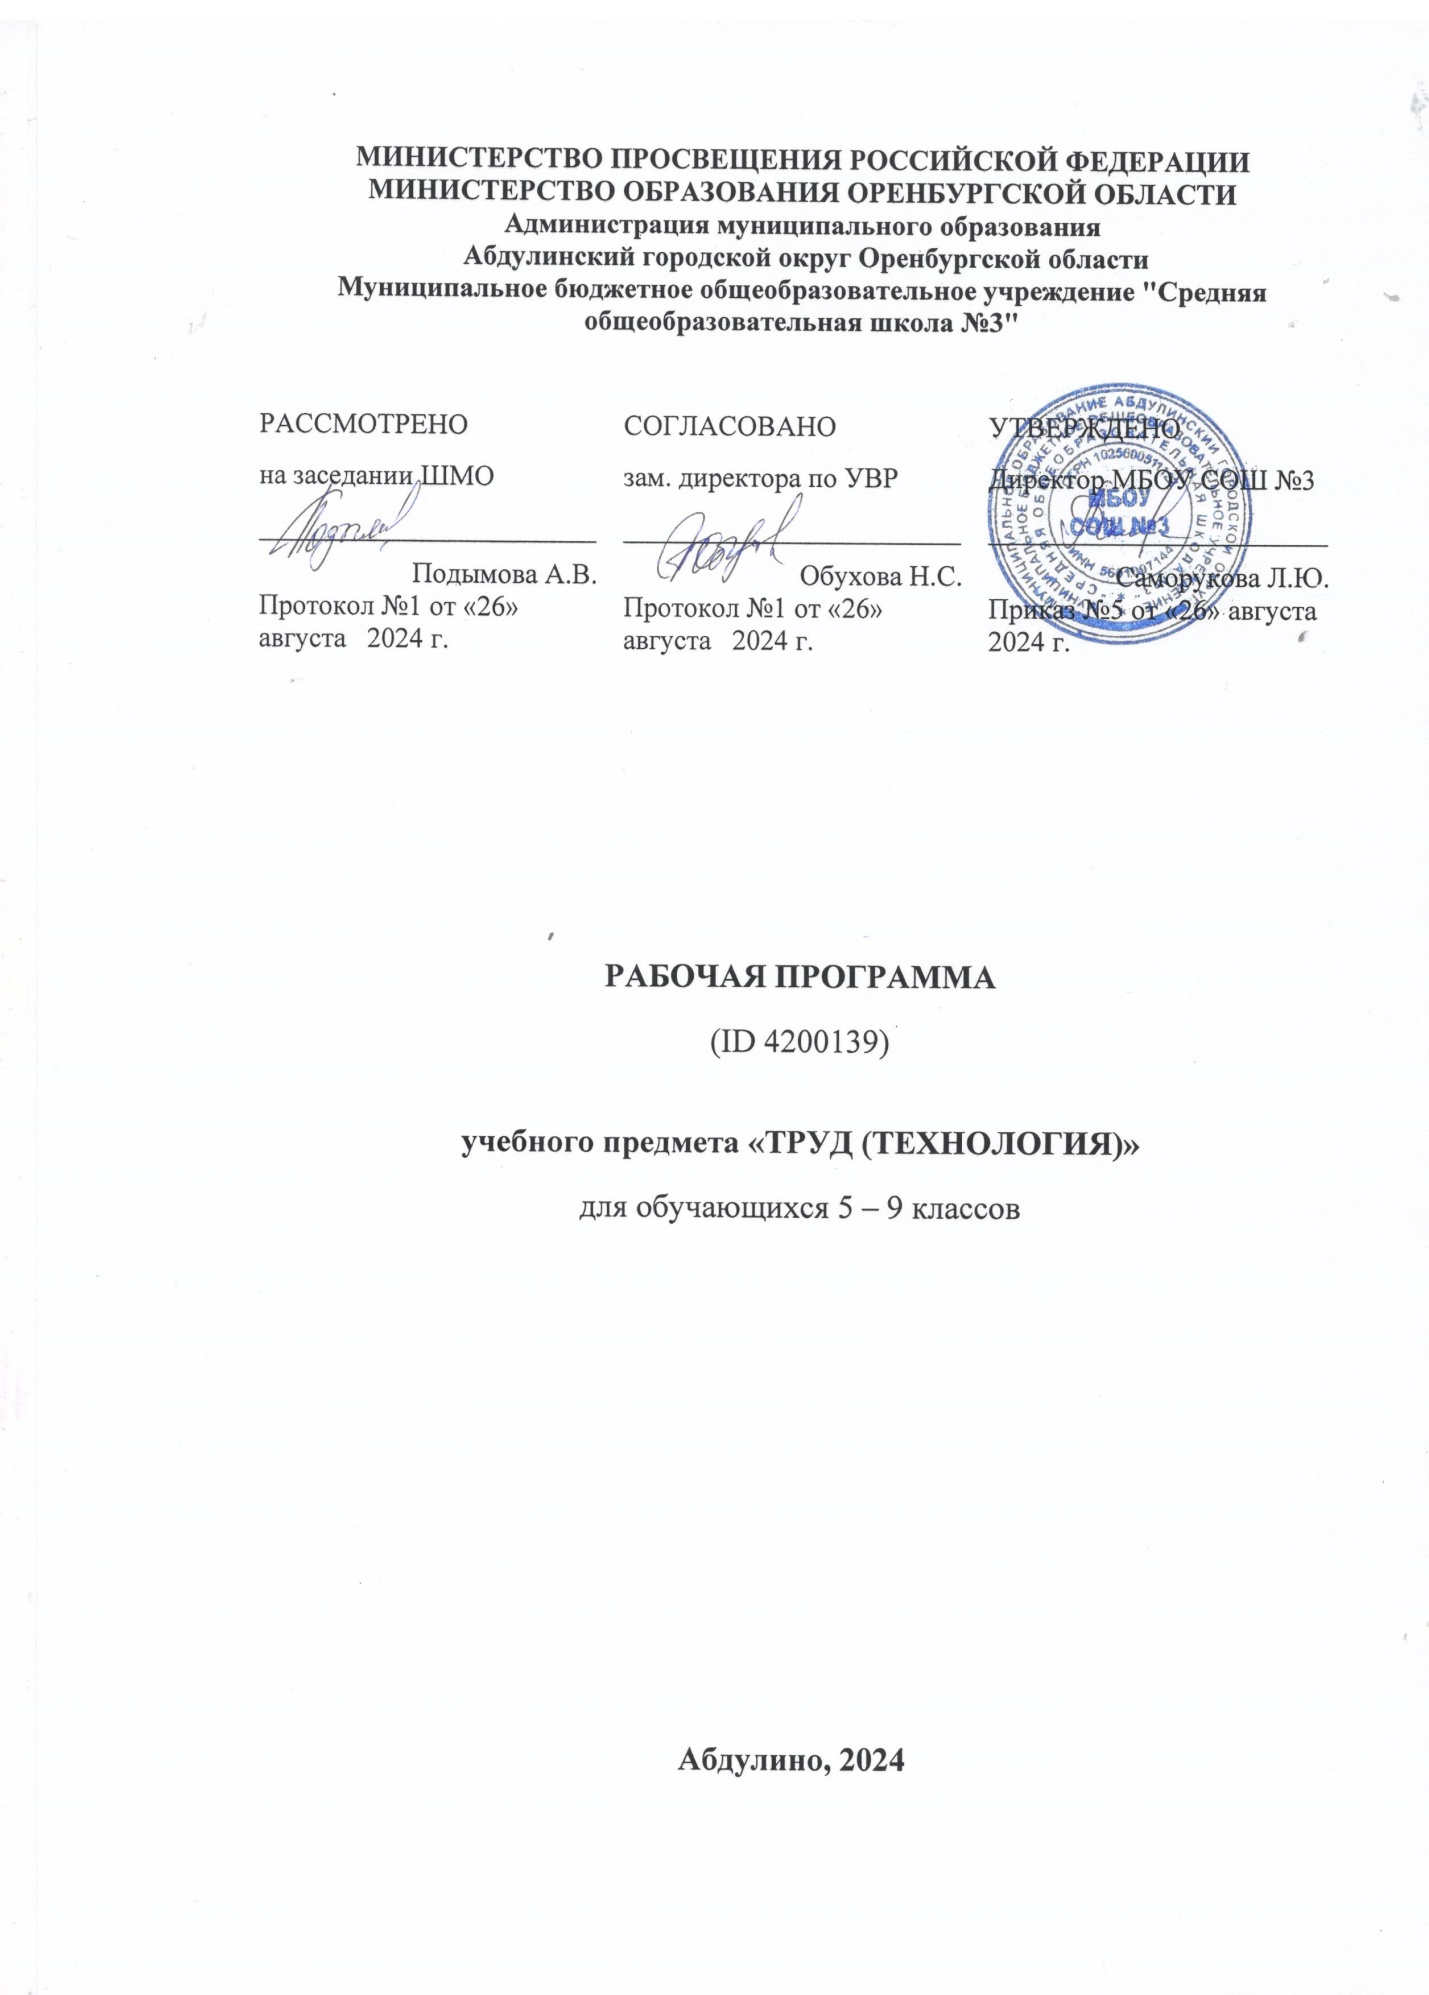 МИНИСТЕРСТВО ПРОСВЕЩЕНИЯ РОССИЙСКОЙ ФЕДЕРАЦИИ
МИНИСТЕРСТВО ОБРАЗОВАНИЯ ОРЕНБУРГСКОЙ ОБЛАСТИ
Администрация муниципального образования
Абдулинский городской округ Оренбургской области
Муниципальное бюджетное общеобразовательное учреждение "Средняя
общеобразовательная школа №3"
РАССМОТРЕНО
на заседании ШМО
Подымова А.В.
Протокол №1 от «26»
августа 2024 г.
СОГЛАСОВАНО
зам. директора по УВР
Обухова Н.С.
Протокол №1 от «26»
августа 2024 г.
УТВЕРЖДЕНО
Директор МБОУ СОШ №3
Саморукова Л.Ю.
Приказ №5 от «26» августа
2024 г.
МБОУ
СОШ №3
РАБОЧАЯ ПРОГРАММА
(ID 4200139)
учебного предмета «ТРУД (ТЕХНОЛОГИЯ)»
для обучающихся 5 – 9 классов
Абдулино, 2024